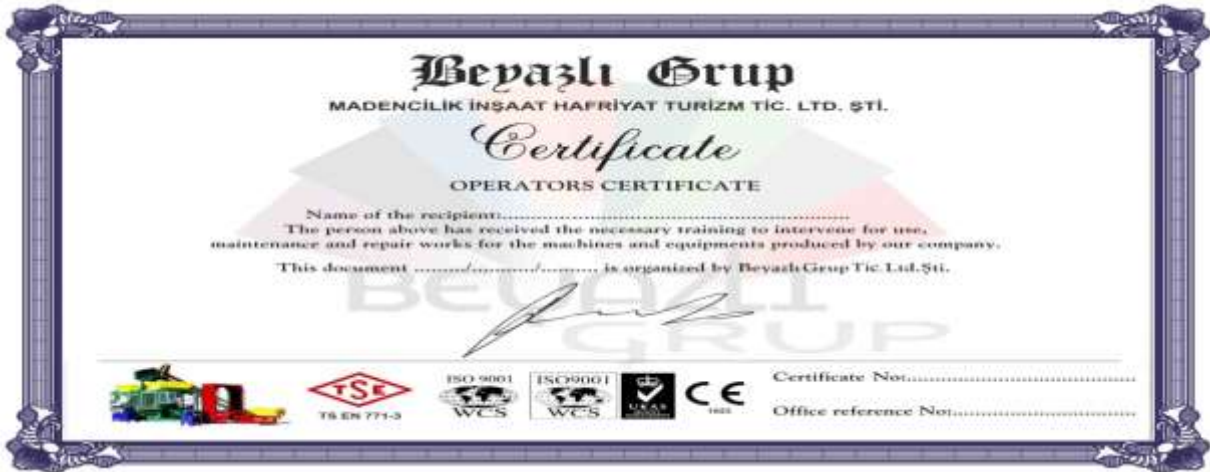 Beyazlı Grup
MADENCİLİK İNŞAAT HAFRİYAT TURİZM TİC. LTD. ŞTİ.
Certificate
OPERATORS CERTIFICATE
Name of the recipient:..........................................................................................
The person above has received the necessary training to intervene for use,
maintenance and repair works for the machines and equipments produced by our company.
This document ........./.........../.......... is organized by Beyazlı Grup Tic. Ltd. Şti.
BEYAZLI
GRUP
TSE
TS EN 771-3
ISO 9001
WCS
ISO9001
WCS
UKAS
CE
Certificate No:..............................................
Office reference No:.....................................